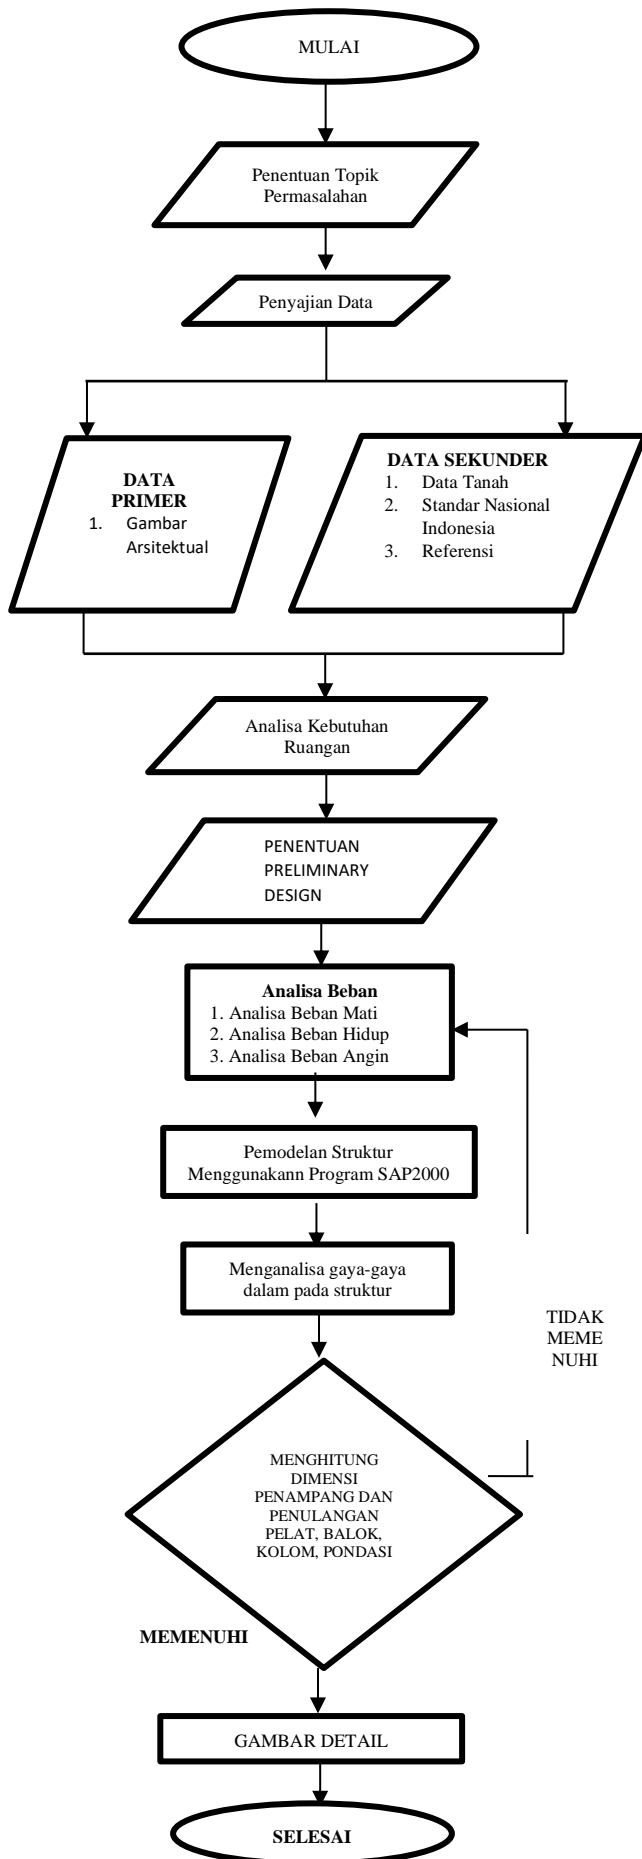 MULAI
Penentuan Topik
Permasalahan
Penyajian Data
DATA
PRIMER
1. Gambar
Arsitektual
DATA SEKUNDER
1. Data Tanah
2. Standar Nasional
Indonesia
3. Referensi
Analisa Kebutuhan
Ruangan
PENENTUAN
PRELIMINARY
DESIGN
Analisa Beban
1. Analisa Beban Mati
2. Analisa Beban Hidup
3. Analisa Beban Angin
Pemodelan Struktur
Menggunakann Program SAP2000
Menganalisa gaya-gaya
dalam pada struktur
TIDAK
MEME
NUHI
MENGHITUNG
DIMENSI
PENAMPANG DAN
PENULANGAN
PELAT, BALOK,
KOLOM, PONDASI
MEMENUHI
GAMBAR DETAIL
SELESAI